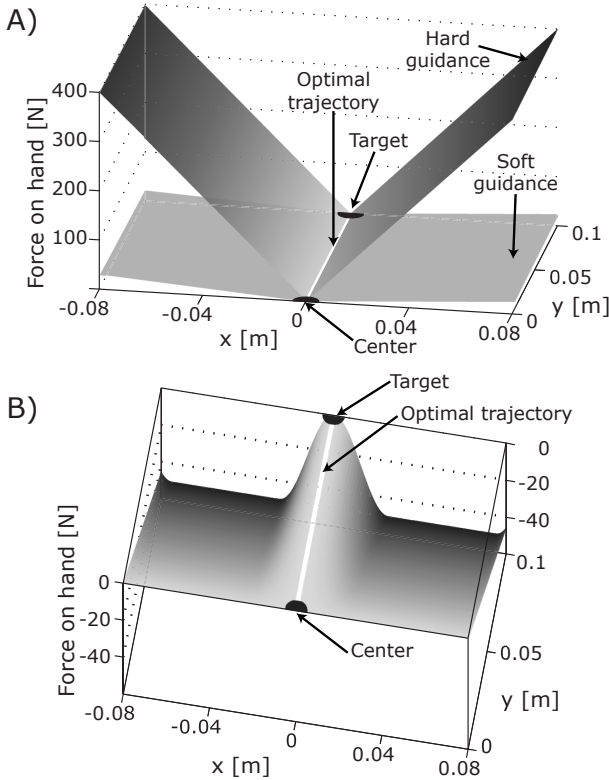 A)
Hard
guidance
Optimal
trajectory
Target
Soft
guidance
Force on hand [N]
400
300
200
100
-0.08
-0.04
0
0.04
0.08
x [m]
0
0.05
0.1
y [m]
Center
B)
Target
Optimal trajectory
Force on hand [N]
0
-20
-40
0
-20
-40
0.1
0.05
0
y [m]
Center
-0.08
-0.04
0
0.04
0.08
x [m]